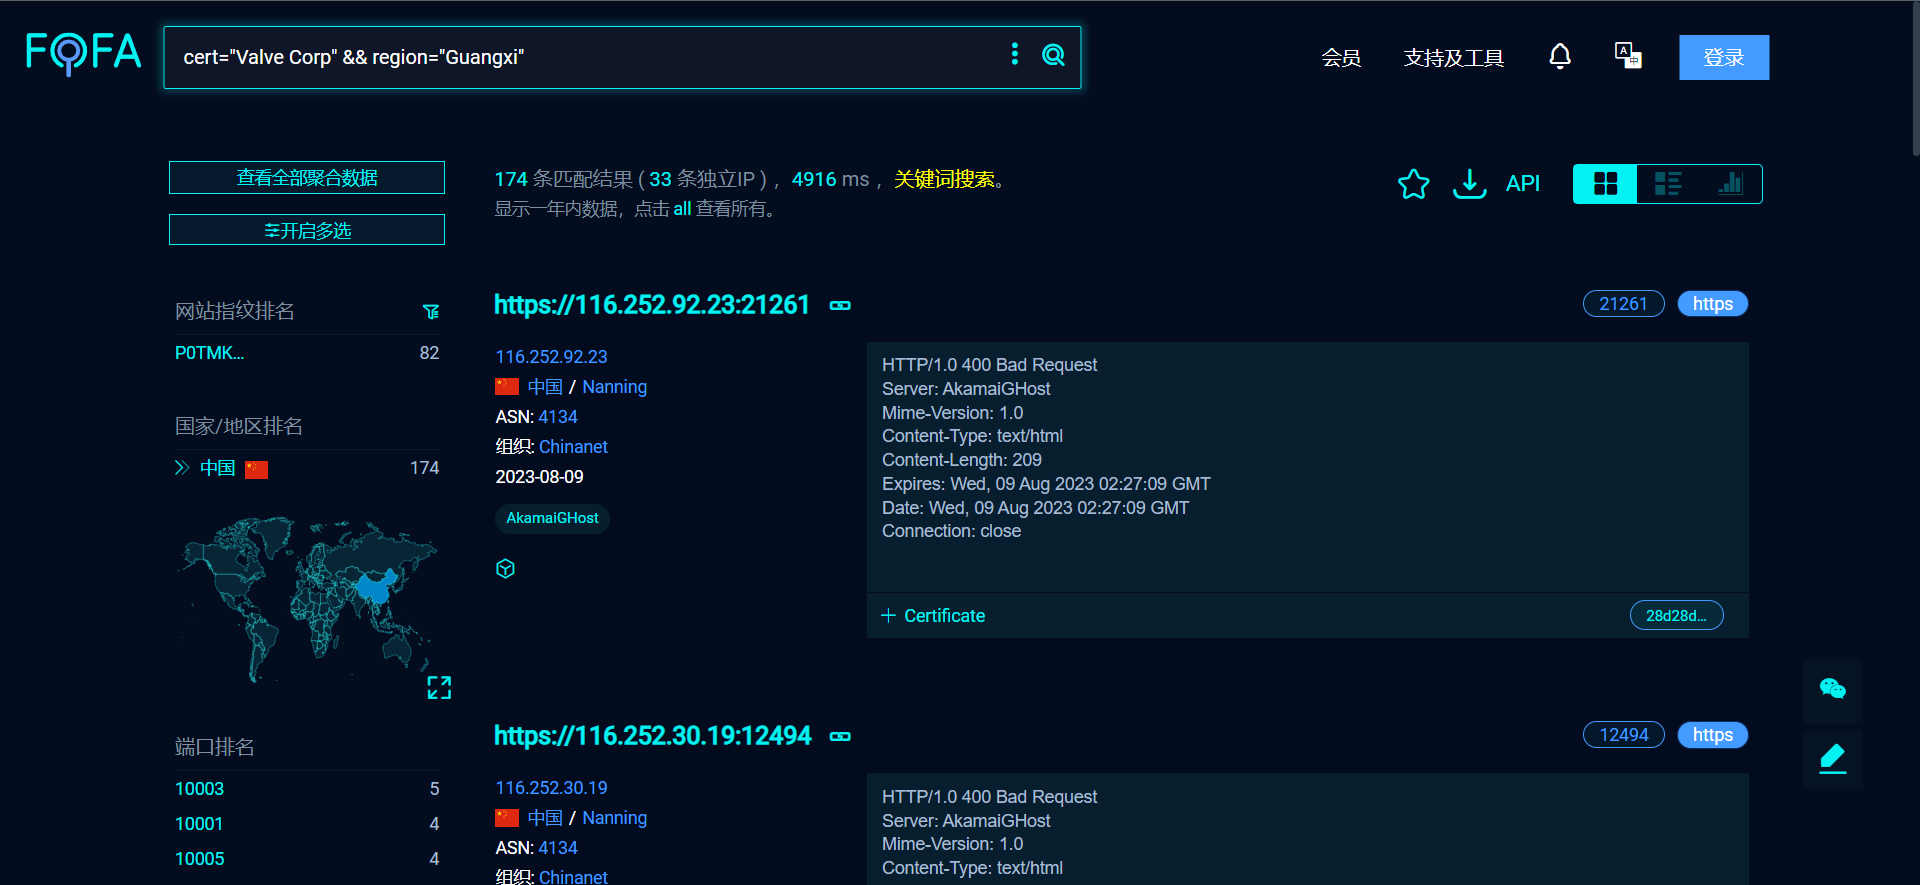 FOFA
cert="Valve Corp" && region="Guangxi"
会员
支持及工具
A 中
登录
查看全部聚合数据
开启多选
174 条匹配结果 ( 33 条独立IP ) ，4916 ms ，关键词搜索。
显示一年内数据，点击 all 查看所有。
API
网站指纹排名
P0TMK... 82
国家/地区排名
中国 174
端口排名
10003 5
10001 4
10005 4
https://116.252.92.23:21261
21261 https
116.252.92.23
中国 / Nanning
ASN: 4134
组织: Chinanet
2023-08-09
AkamaiGHost
HTTP/1.0 400 Bad Request
Server: AkamaiGHost
Mime-Version: 1.0
Content-Type: text/html
Content-Length: 209
Expires: Wed, 09 Aug 2023 02:27:09 GMT
Date: Wed, 09 Aug 2023 02:27:09 GMT
Connection: close
Certificate
28d28d...
https://116.252.30.19:12494
12494 https
116.252.30.19
中国 / Nanning
ASN: 4134
组织: Chinanet
HTTP/1.0 400 Bad Request
Server: AkamaiGHost
Mime-Version: 1.0
Content-Type: text/html